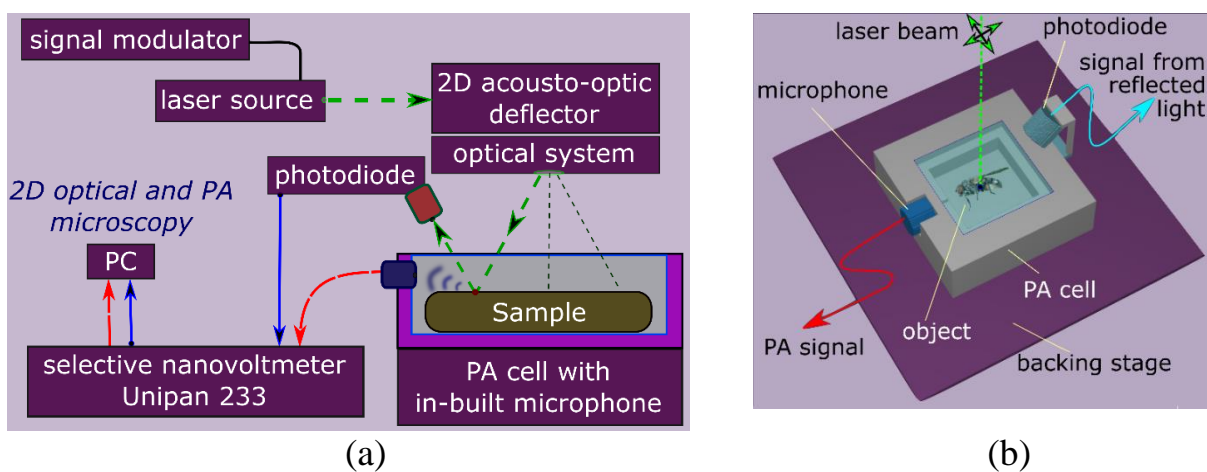 signal modulator
laser source
2D acousto-optic
deflector
optical system
photodiode
2D optical and PA
microscopy
PC
Sample
selective nanovoltmeter
Unipan 233
PA cell with
in-built microphone
(a)
laser beam
photodiode
signal from
reflected
light
microphone
PA cell
object
PA signal
backing stage
(b)